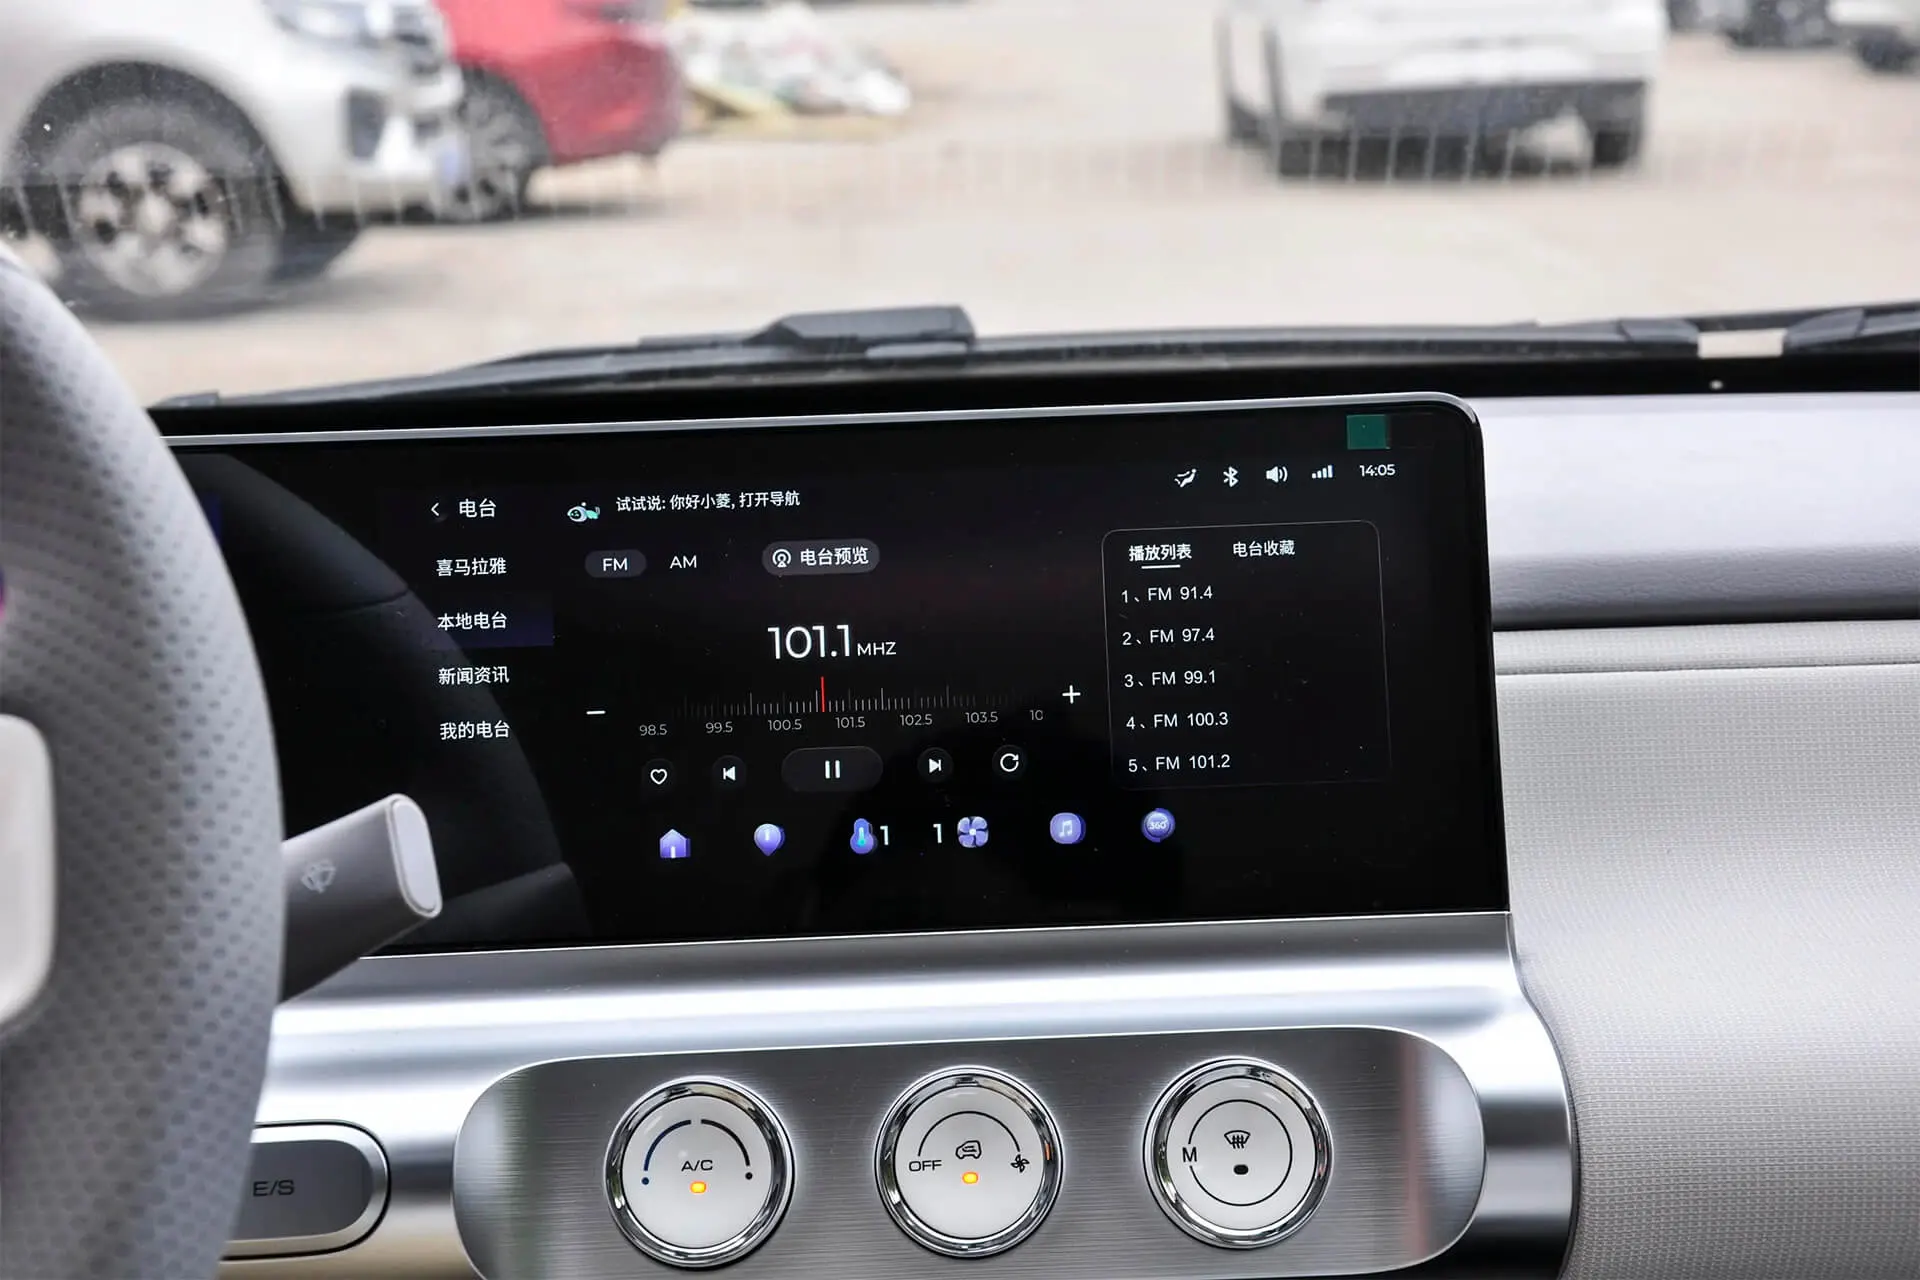 14:05
电台
试试说: 你好小菱, 打开导航
喜马拉雅
本地电台
新闻资讯
我的电台
FM
AM
电台预览
101.1 MHZ
98.5 99.5 100.5 101.5 102.5 103.5 10
播放列表 电台收藏
1、FM 91.4
2、FM 97.4
3、FM 99.1
4、FM 100.3
5、FM 101.2
1
1
360°
E/S
A/C
OFF
M